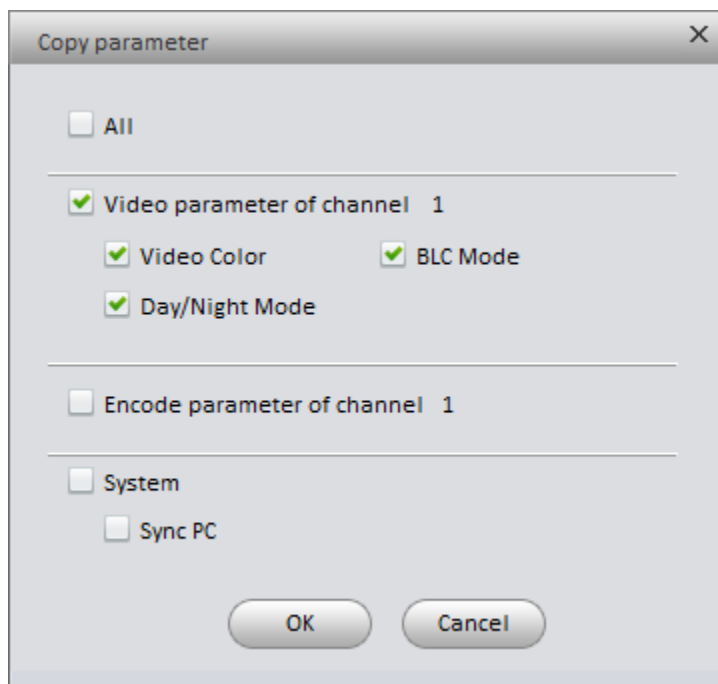 Copy parameter
All
Video parameter of channel 1
Video Color BLC Mode
Day/Night Mode
Encode parameter of channel 1
System
Sync PC
OK Cancel